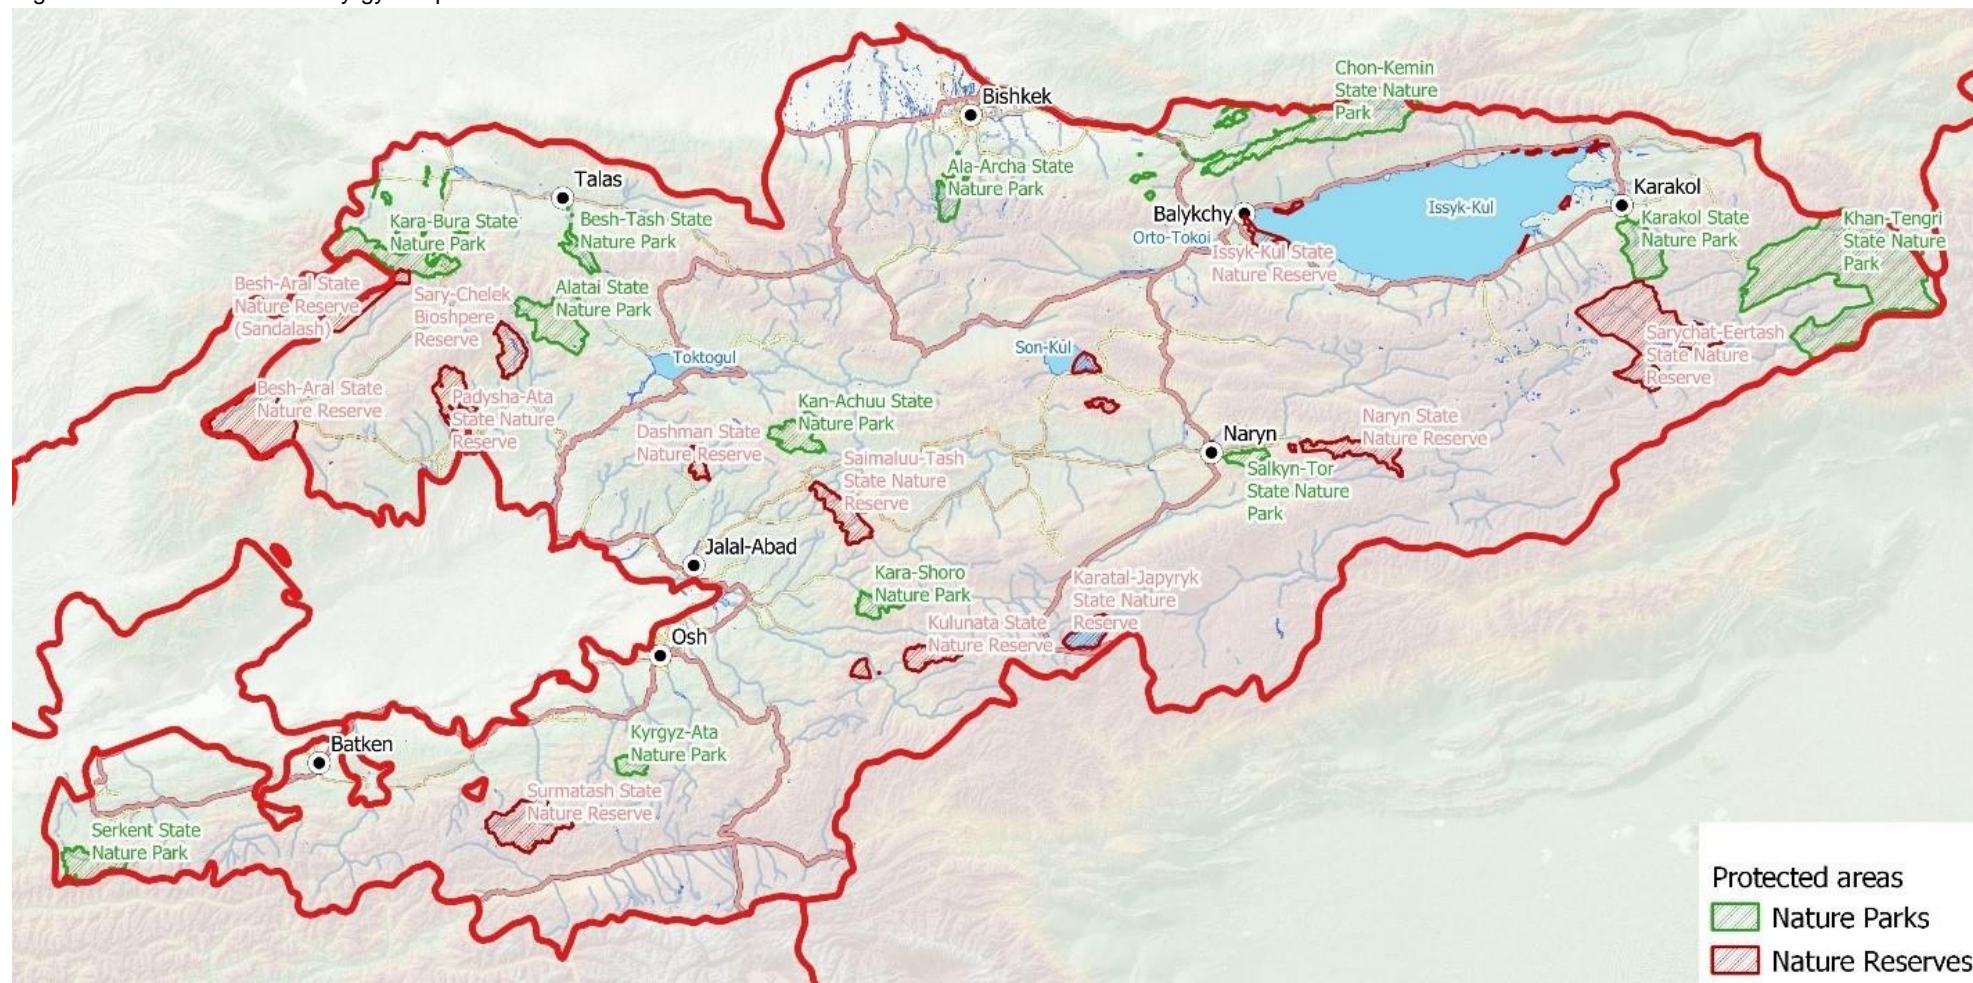 Chon-Kemin
State Nature
Park
Bishkek
Ala-Archa State
Nature Park
Talas
Kara-Bura State
Nature Park
Besh-Tash State
Nature Park
Balykchy
Orto-Tokoi
Issyk-Kul
Issyk-Kul State
Nature Reserve
Karakol
Karakol State
Nature Park
Khan-Tengri
State Nature
Park
Besh-Aral State
Nature Reserve
(Sandalash)
Sary-Chelek
Bioshpere
Reserve
Alatai State
Nature Park
Toktogul
Son-Kul
Sarychat-Eertash
State Nature
Reserve
Besh-Aral State
Nature Reserve
Padysha-Ata
State Nature
Reserve
Kan-Achuu State
Nature Park
Dashman State
Nature Reserve
Saimaluu-Tash
State Nature
Reserve
Naryn
Naryn State
Nature Reserve
Salkyn-Tor
State Nature
Park
Jalal-Abad
Kara-Shoro
Nature Park
Karatal-Japyryk
State Nature
Reserve
Kulunata State
Nature Reserve
Osh
Batken
Kyrgyz-Ata
Nature Park
Surmatash State
Nature Reserve
Serkent State
Nature Park
Protected areas
Nature Parks
Nature Reserves